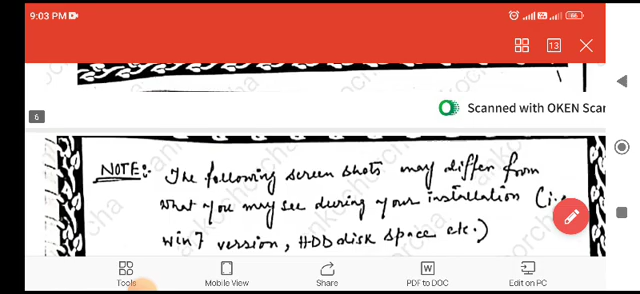 9:03 PM
13
6
Scanned with OKEN Scan
NOTE:- The following screen shots may differ from
what you may see during your installation (i.e
win7 version, HDD disk space etc.)
Tools
Mobile View
Share
PDF to DOC
Edit on PC